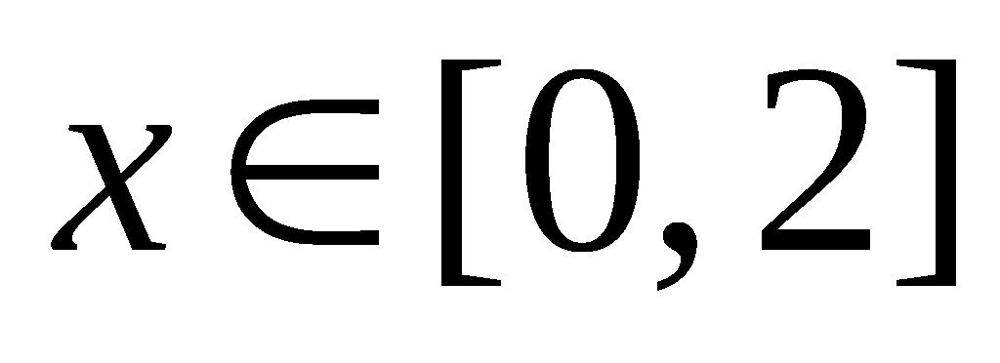 x ∈ [0, 2]